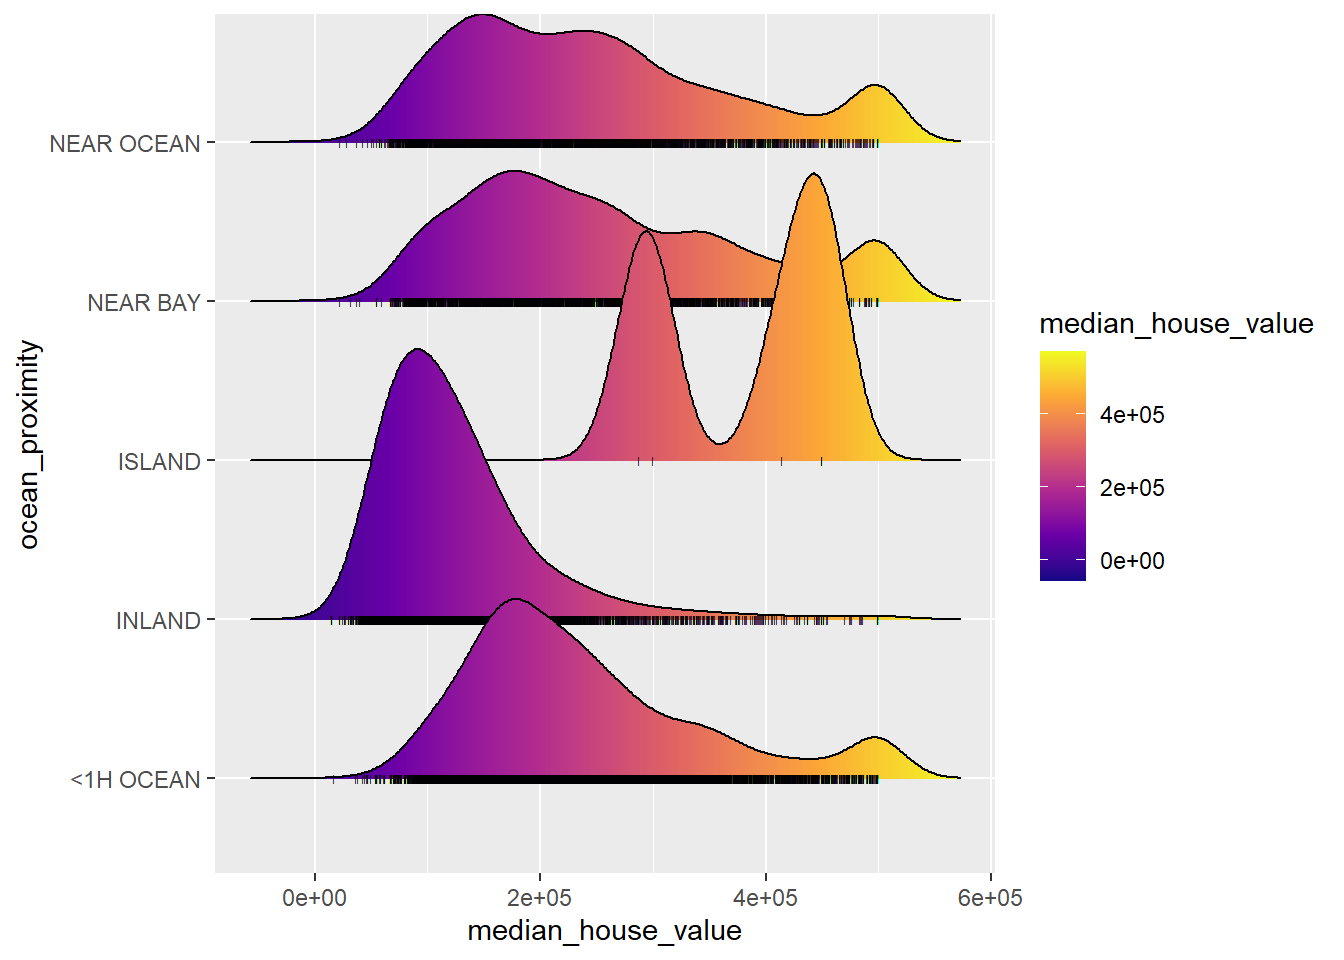 NEAR OCEAN
NEAR BAY
ISLAND
INLAND
<1H OCEAN
ocean_proximity
0e+00
2e+05
4e+05
6e+05
median_house_value
median_house_value
4e+05
2e+05
0e+00